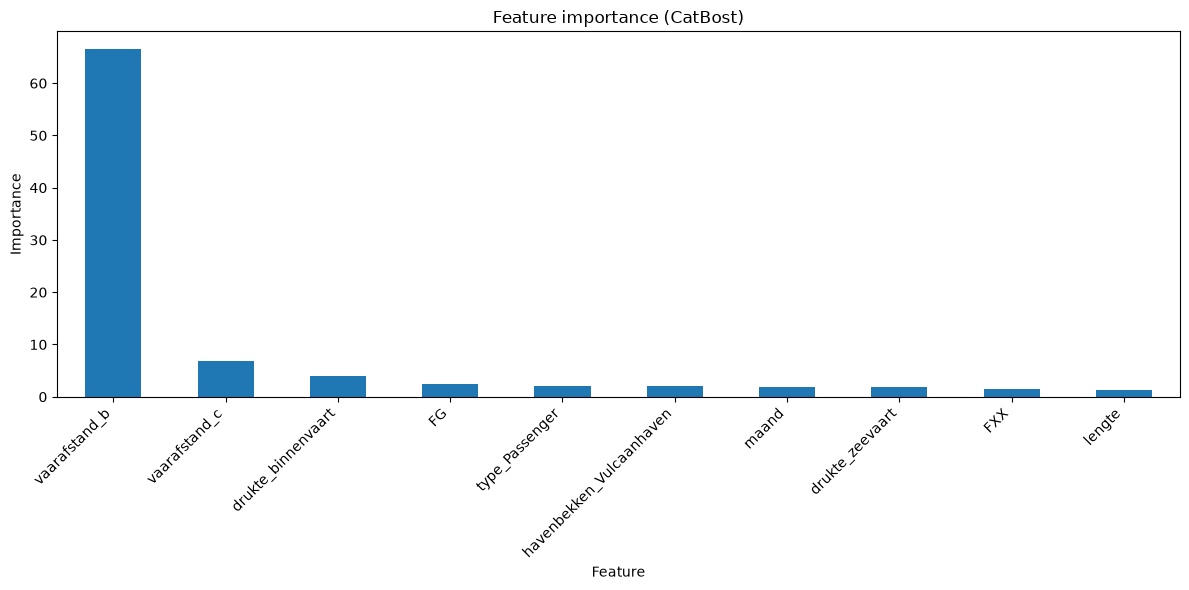 Feature importance (CatBost)
Importance
60
50
40
30
20
10
0
vaarafstand_b
vaarafstand_c
drukte_binnenvaart
FG
type_Passenger
havenbekken_Vulcaanhaven
maand
drukte_zeevaart
FXX
lengte
Feature